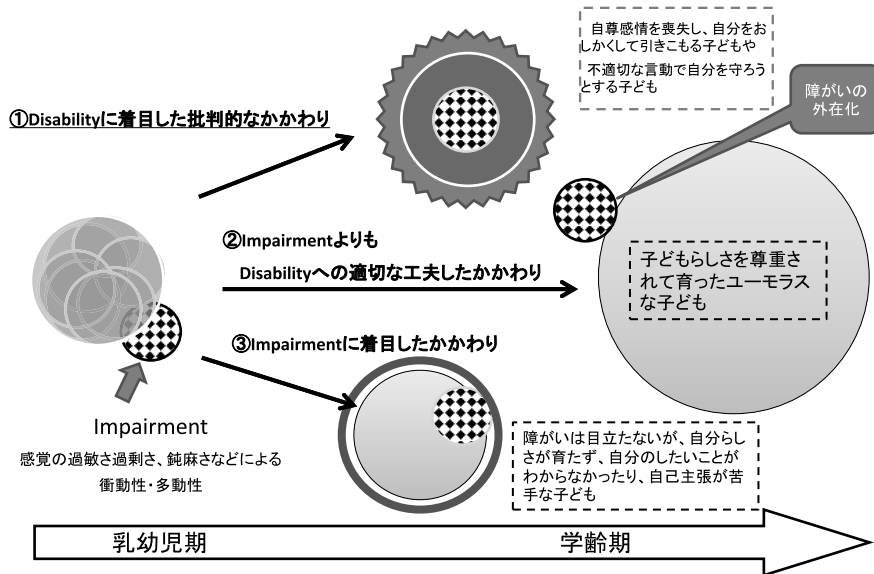 自尊感情を喪失し、自分をお
しかくして引きこもる子どもや
不適切な言動で自分を守ろう
とする子ども
障がいの
外在化
①Disabilityに着目した批判的なかかわり
②Impairmentよりも
Disabilityへの適切な工夫したかかわり
子どもらしさを尊重さ
れて育ったユーモラス
な子ども
③Impairmentに着目したかかわり
Impairment
感覚の過敏さ過剰さ、鈍麻さなどによる
衝動性・多動性
障がいは目立たないが、自分らし
さが育たず、自分のしたいことが
わからなかったり、自己主張が苦
手な子ども
乳幼児期
学齢期